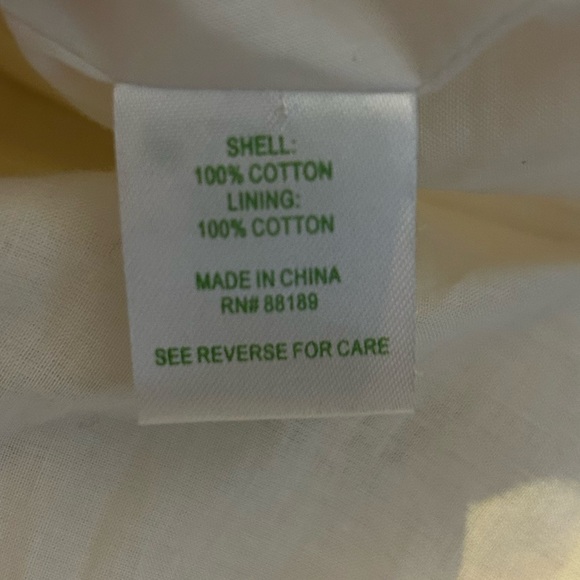 SHELL:
100% COTTON
LINING:
100% COTTON
MADE IN CHINA
RN# 88189
SEE REVERSE FOR CARE